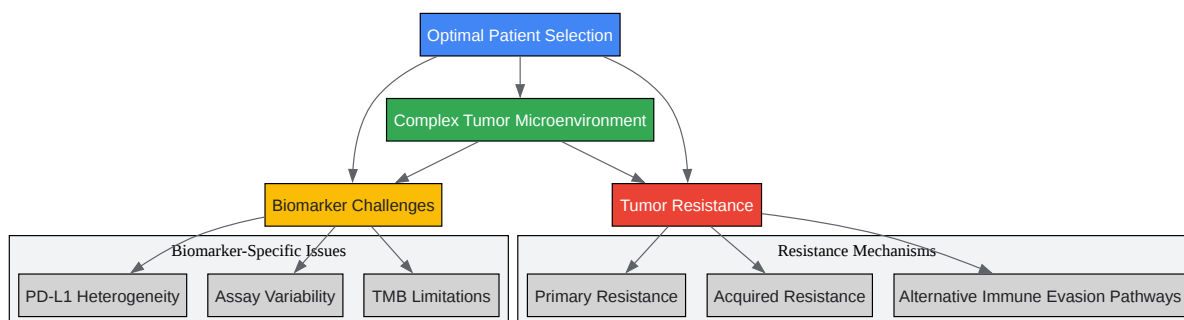 Optimal Patient Selection
Complex Tumor Microenvironment
Biomarker Challenges
Tumor Resistance
Biomarker-Specific Issues
Resistance Mechanisms
PD-L1 Heterogeneity
Assay Variability
TMB Limitations
Primary Resistance
Acquired Resistance
Alternative Immune Evasion Pathways